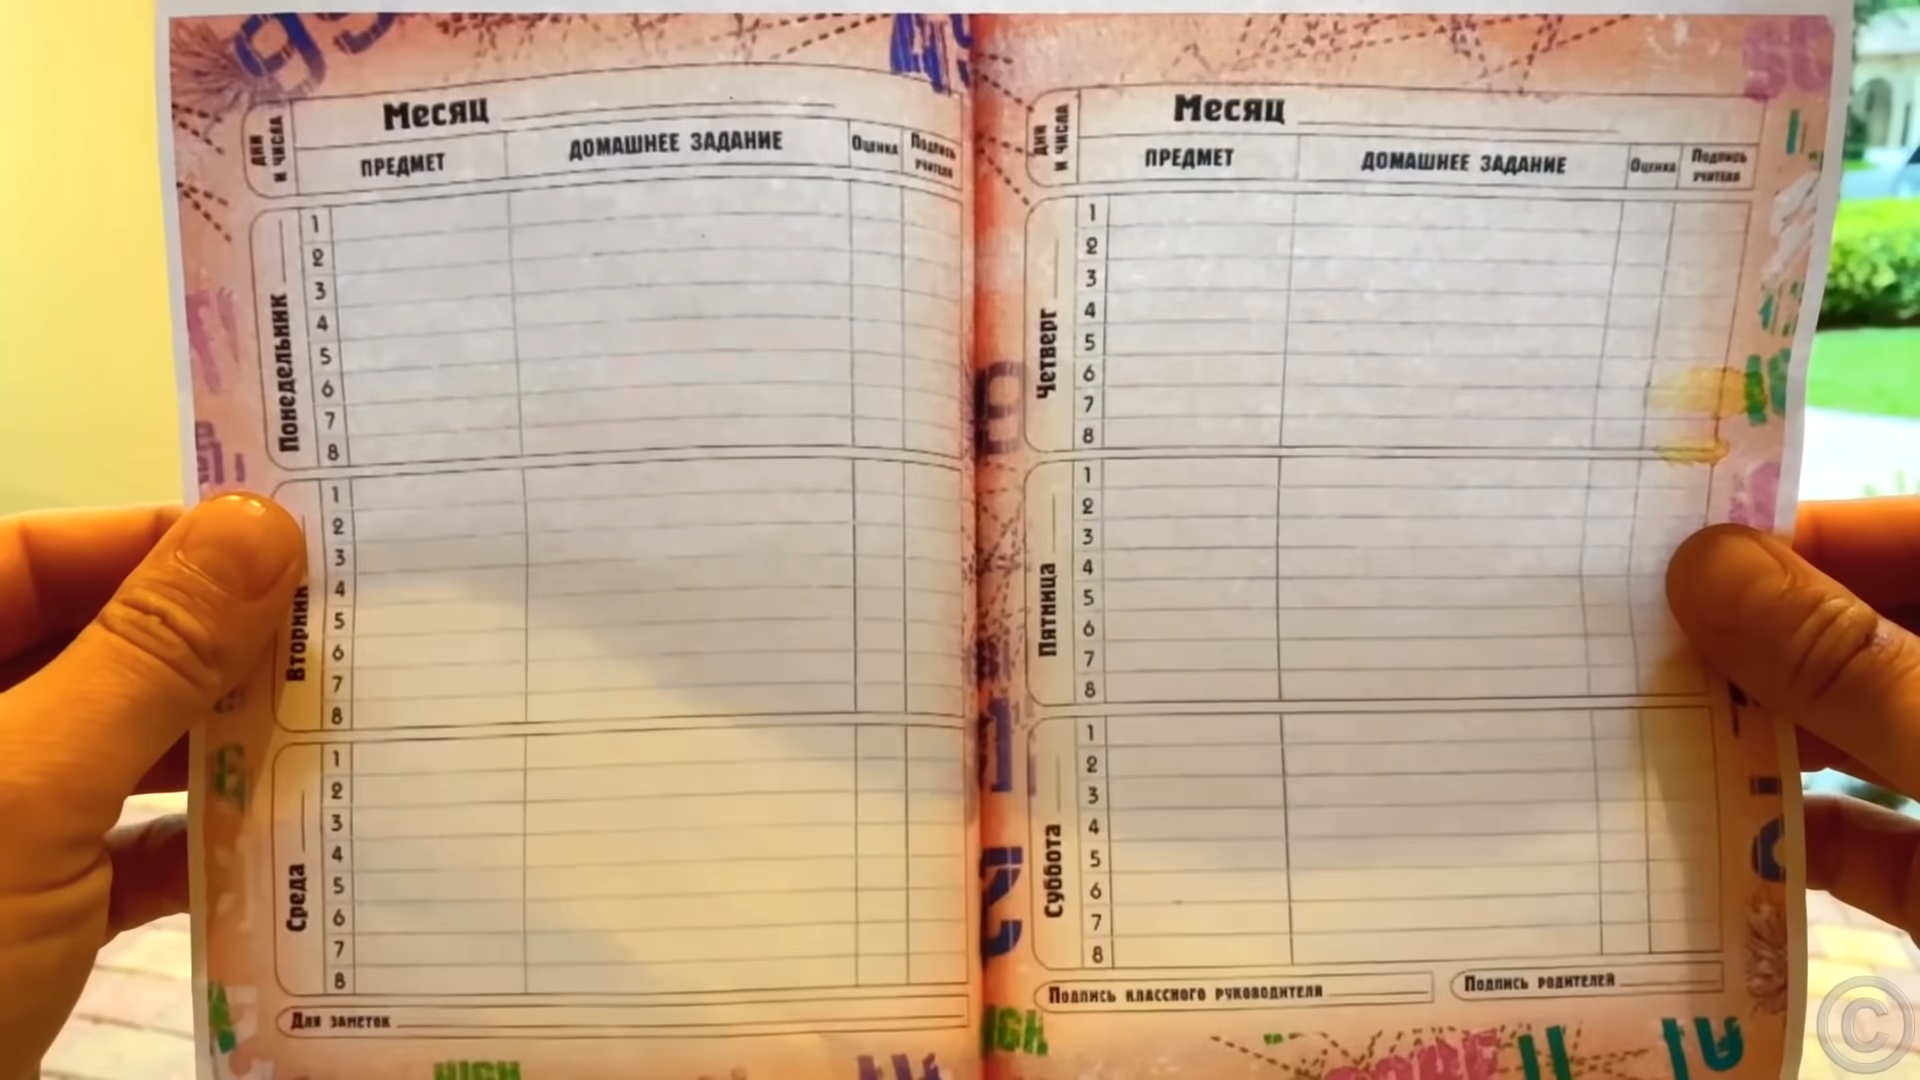 Месяц
дни и числа
ПРЕДМЕТ
ДОМАШНЕЕ ЗАДАНИЕ
Оценка
Подпись учителя
Понедельник
1
2
3
4
5
6
7
8
Вторник
1
2
3
4
5
6
7
8
Среда
1
2
3
4
5
6
7
8
Для заметок
Месяц
дни и числа
ПРЕДМЕТ
ДОМАШНЕЕ ЗАДАНИЕ
Оценка
Подпись учителя
Четверг
1
2
3
4
5
6
7
8
Пятница
1
2
3
4
5
6
7
8
Суббота
1
2
3
4
5
6
7
8
Подпись классного руководителя
Подпись родителей
HIGH
©